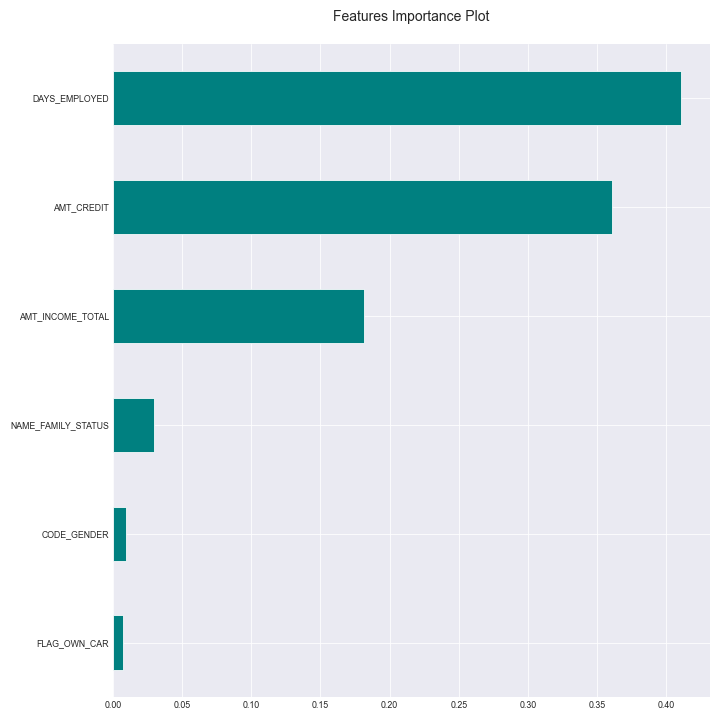 Features Importance Plot
DAYS_EMPLOYED
AMT_CREDIT
AMT_INCOME_TOTAL
NAME_FAMILY_STATUS
CODE_GENDER
FLAG_OWN_CAR
0.00 0.05 0.10 0.15 0.20 0.25 0.30 0.35 0.40